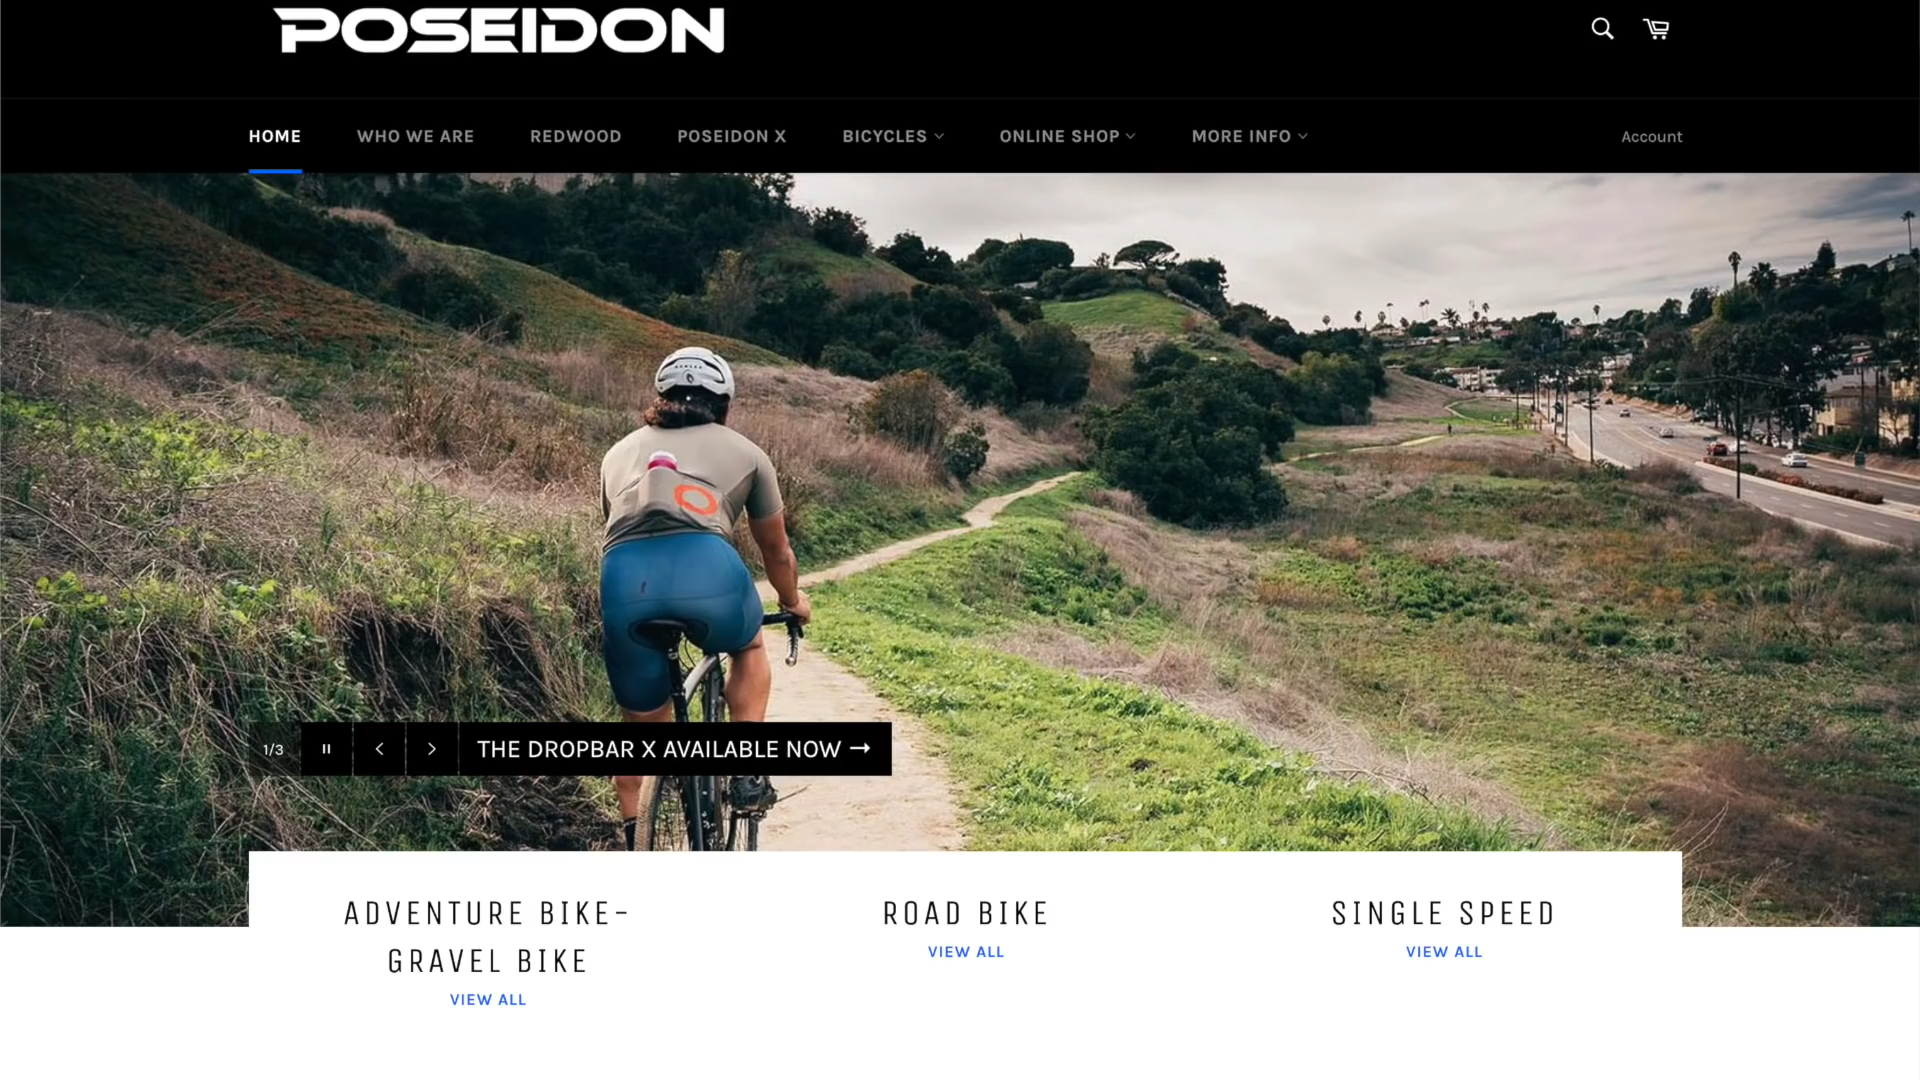 POSEIDON
HOME WHO WE ARE REDWOOD POSEIDON X BICYCLES ONLINE SHOP MORE INFO Account
1/3 THE DROPBAR X AVAILABLE NOW →
ADVENTURE BIKE-
GRAVEL BIKE
VIEW ALL
ROAD BIKE
VIEW ALL
SINGLE SPEED
VIEW ALL